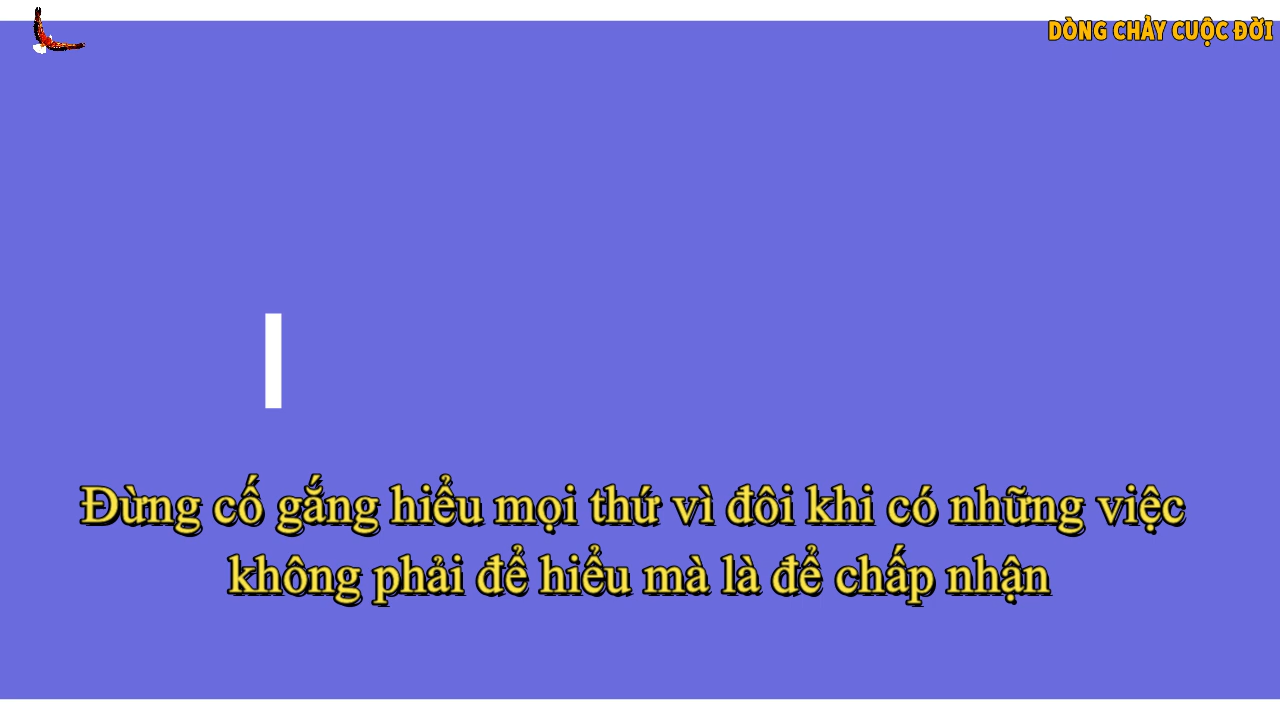 DÒNG CHẢY CUỘC ĐỜI
Đừng cố gắng hiểu mọi thứ vì đôi khi có những việc
không phải để hiểu mà là để chấp nhận